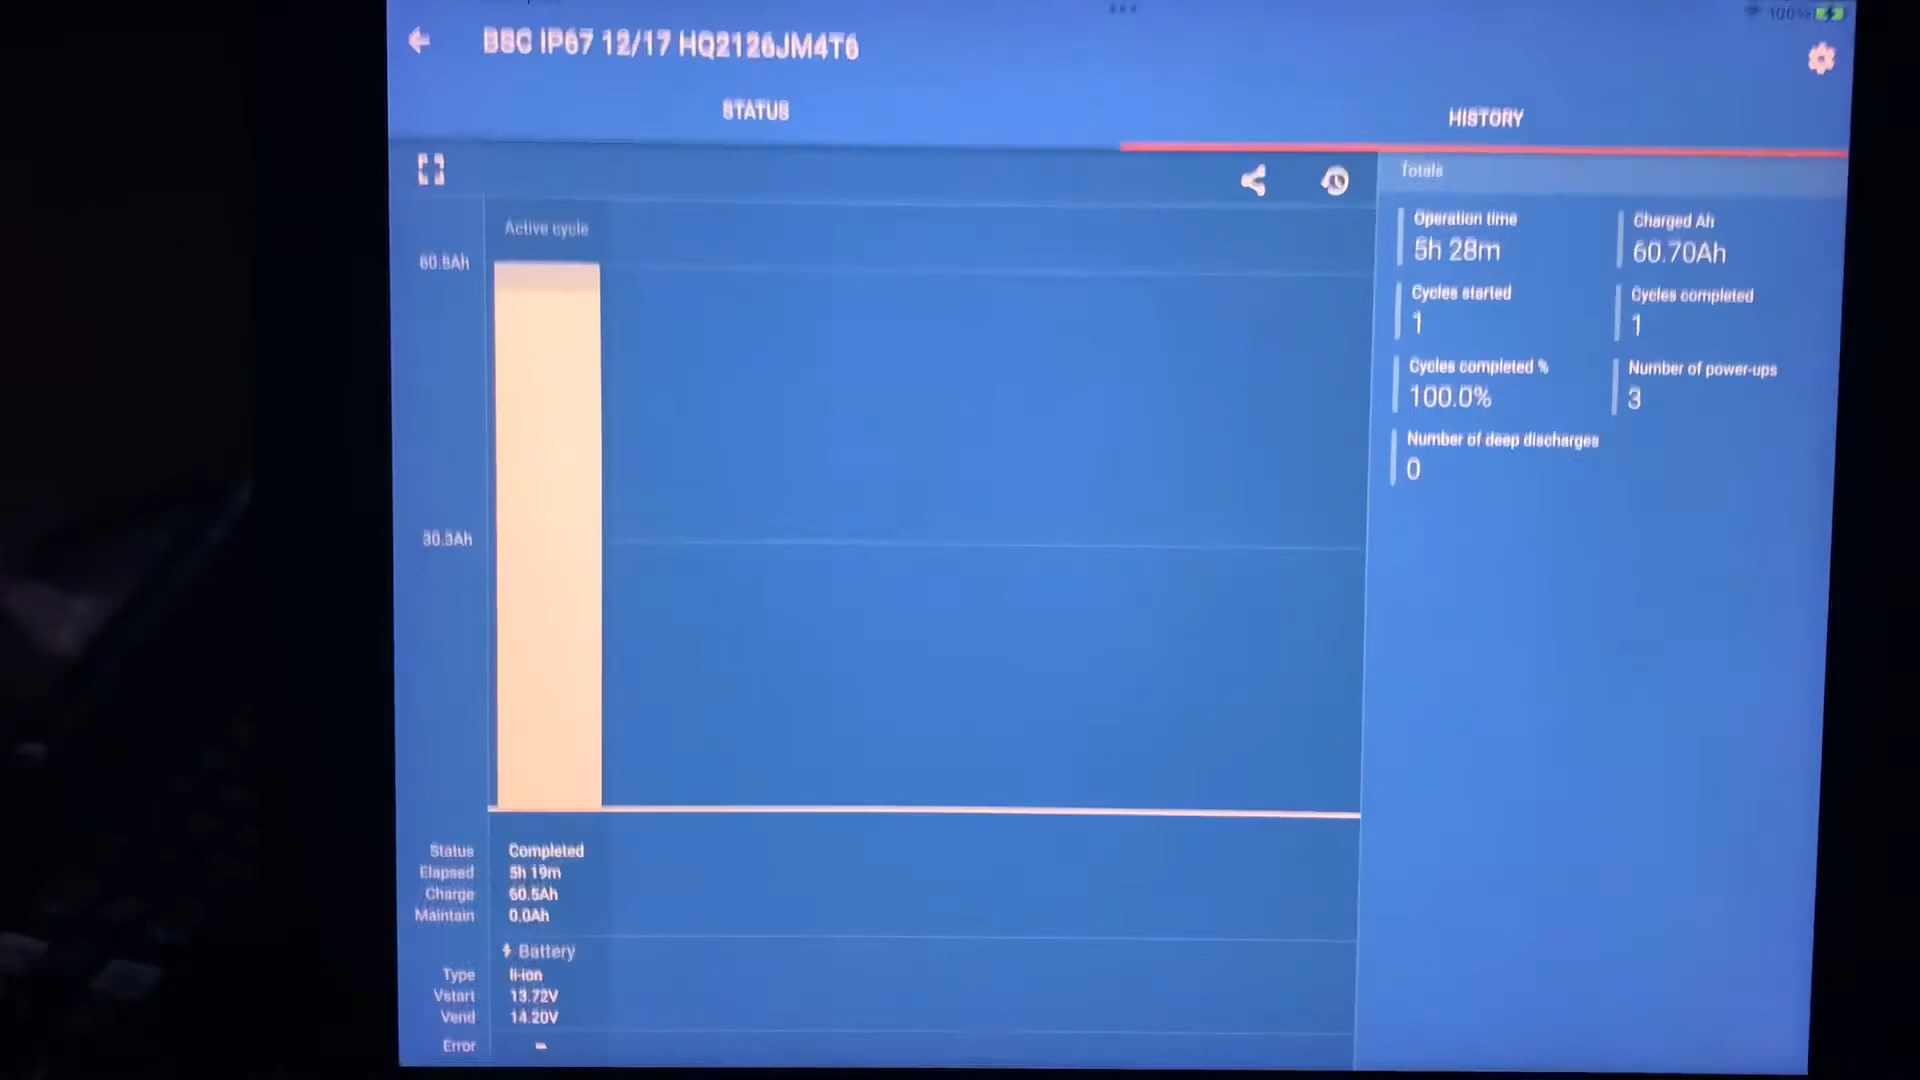 100%
BBC IP67 12/17 HQ2126JM4T6
STATUS
HISTORY
Totals
Active cycle
60.5Ah
30.3Ah
Operation time
5h 28m
Charged Ah
60.70Ah
Cycles started
1
Cycles completed
1
Cycles completed %
100.0%
Number of power-ups
3
Number of deep discharges
0
Status Completed
Elapsed 5h 19m
Charge 60.5Ah
Maintain 0.0Ah
Battery
Type li-ion
Vstart 13.72V
Vend 14.20V
Error -